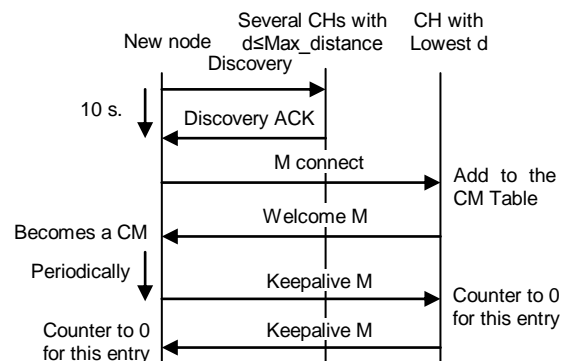 New node
Several CHs with
d≤Max_distance
CH with
Lowest d
Discovery
10 s.
Discovery ACK
M connect
Add to the
CM Table
Welcome M
Becomes a CM
Periodically
Keepalive M
Counter to 0
for this entry
Keepalive M
Counter to 0
for this entry